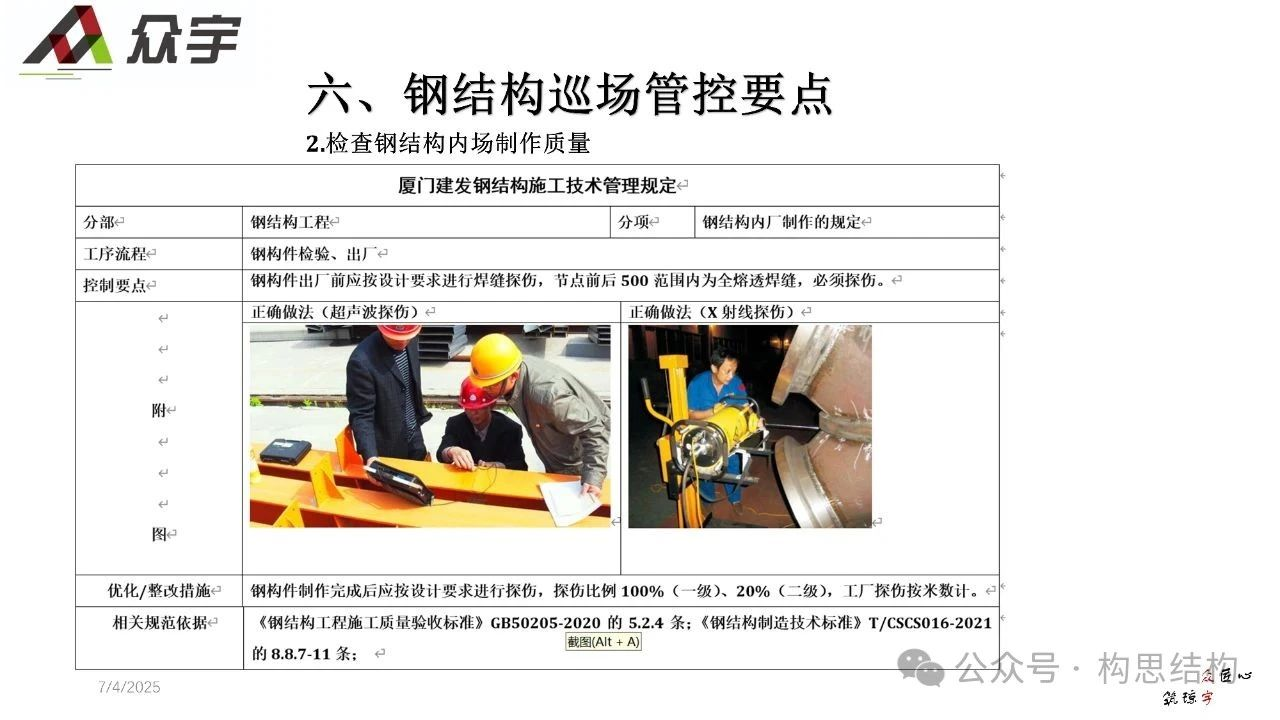 众宇
六、钢结构巡场管控要点
2.检查钢结构内场制作质量
厦门建发钢结构施工技术管理规定
分部 钢结构工程 分项 钢结构内厂制作的规定
工序流程 钢构件检验、出厂
控制要点 钢构件出厂前应按设计要求进行焊缝探伤，节点前后 500 范围内为全熔透焊缝，必须探伤。
正确做法（超声波探伤） 正确做法（X 射线探伤）
附
图
优化/整改措施 钢构件制作完成后应按设计要求进行探伤，探伤比例 100%（一级）、20%（二级），工厂探伤按米数计。
相关规范依据 《钢结构工程施工质量验收标准》GB50205-2020 的 5.2.4 条；《钢结构制造技术标准》T/CSCS016-2021
的 8.8.7-11 条；
截图(Alt + A)
7/4/2025
公众号 · 构思结构
众匠心
筑琼宇